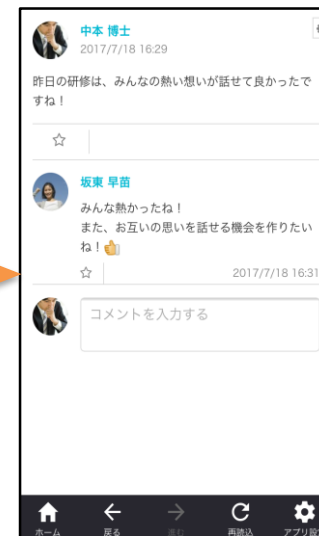 中本 博士
2017/7/18 16:29
昨日の研修は、みんなの熱い想いが話せて良かったで
すね！
坂東 早苗
みんな熱かったね！
また、お互いの思いを話せる機会を作りたい
ね！👍
2017/7/18 16:31
コメントを入力する
ホーム 戻る 進む 再読込 アプリ設